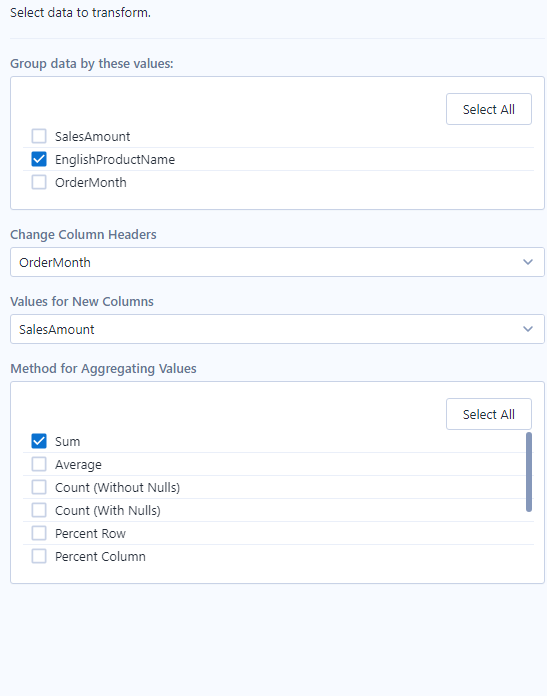 Select data to transform.
Group data by these values:
Select All
SalesAmount
EnglishProductName
OrderMonth
Change Column Headers
OrderMonth
Values for New Columns
SalesAmount
Method for Aggregating Values
Select All
Sum
Average
Count (Without Nulls)
Count (With Nulls)
Percent Row
Percent Column